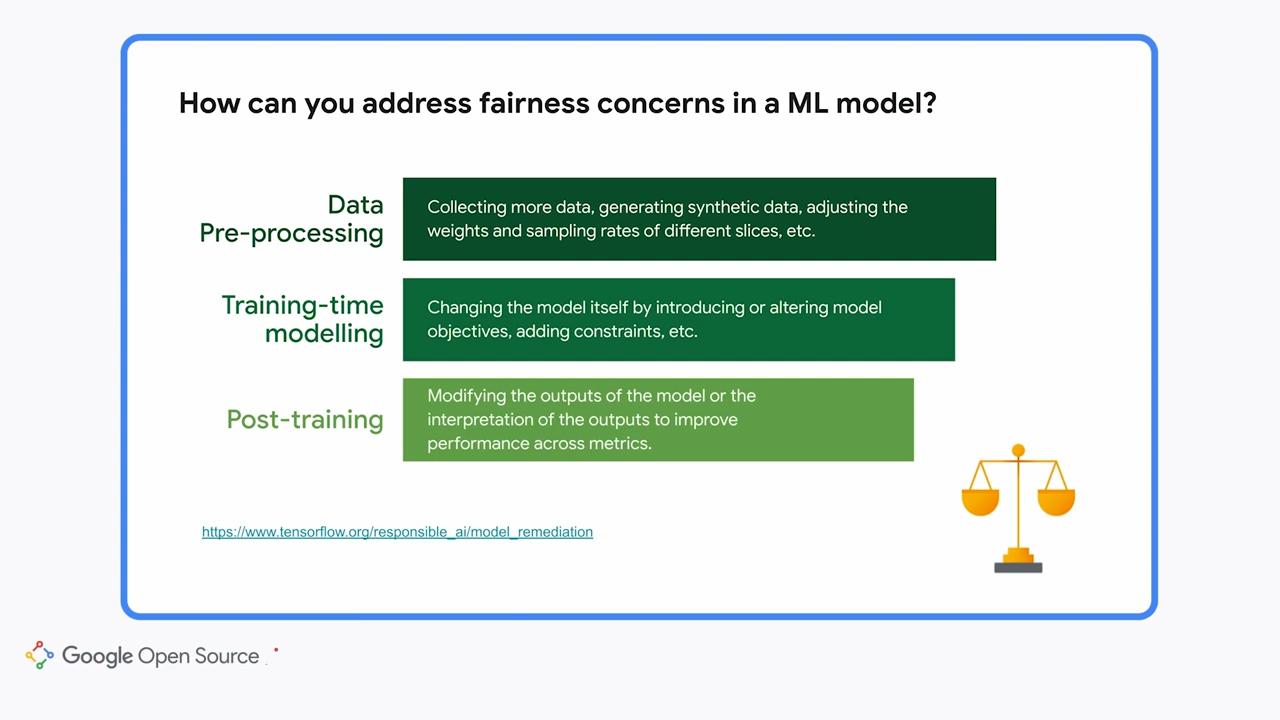 How can you address fairness concerns in a ML model?
Data
Pre-processing
Collecting more data, generating synthetic data, adjusting the
weights and sampling rates of different slices, etc.
Training-time
modelling
Changing the model itself by introducing or altering model
objectives, adding constraints, etc.
Post-training
Modifying the outputs of the model or the
interpretation of the outputs to improve
performance across metrics.
https://www.tensorflow.org/responsible_ai/model_remediation
Google Open Source